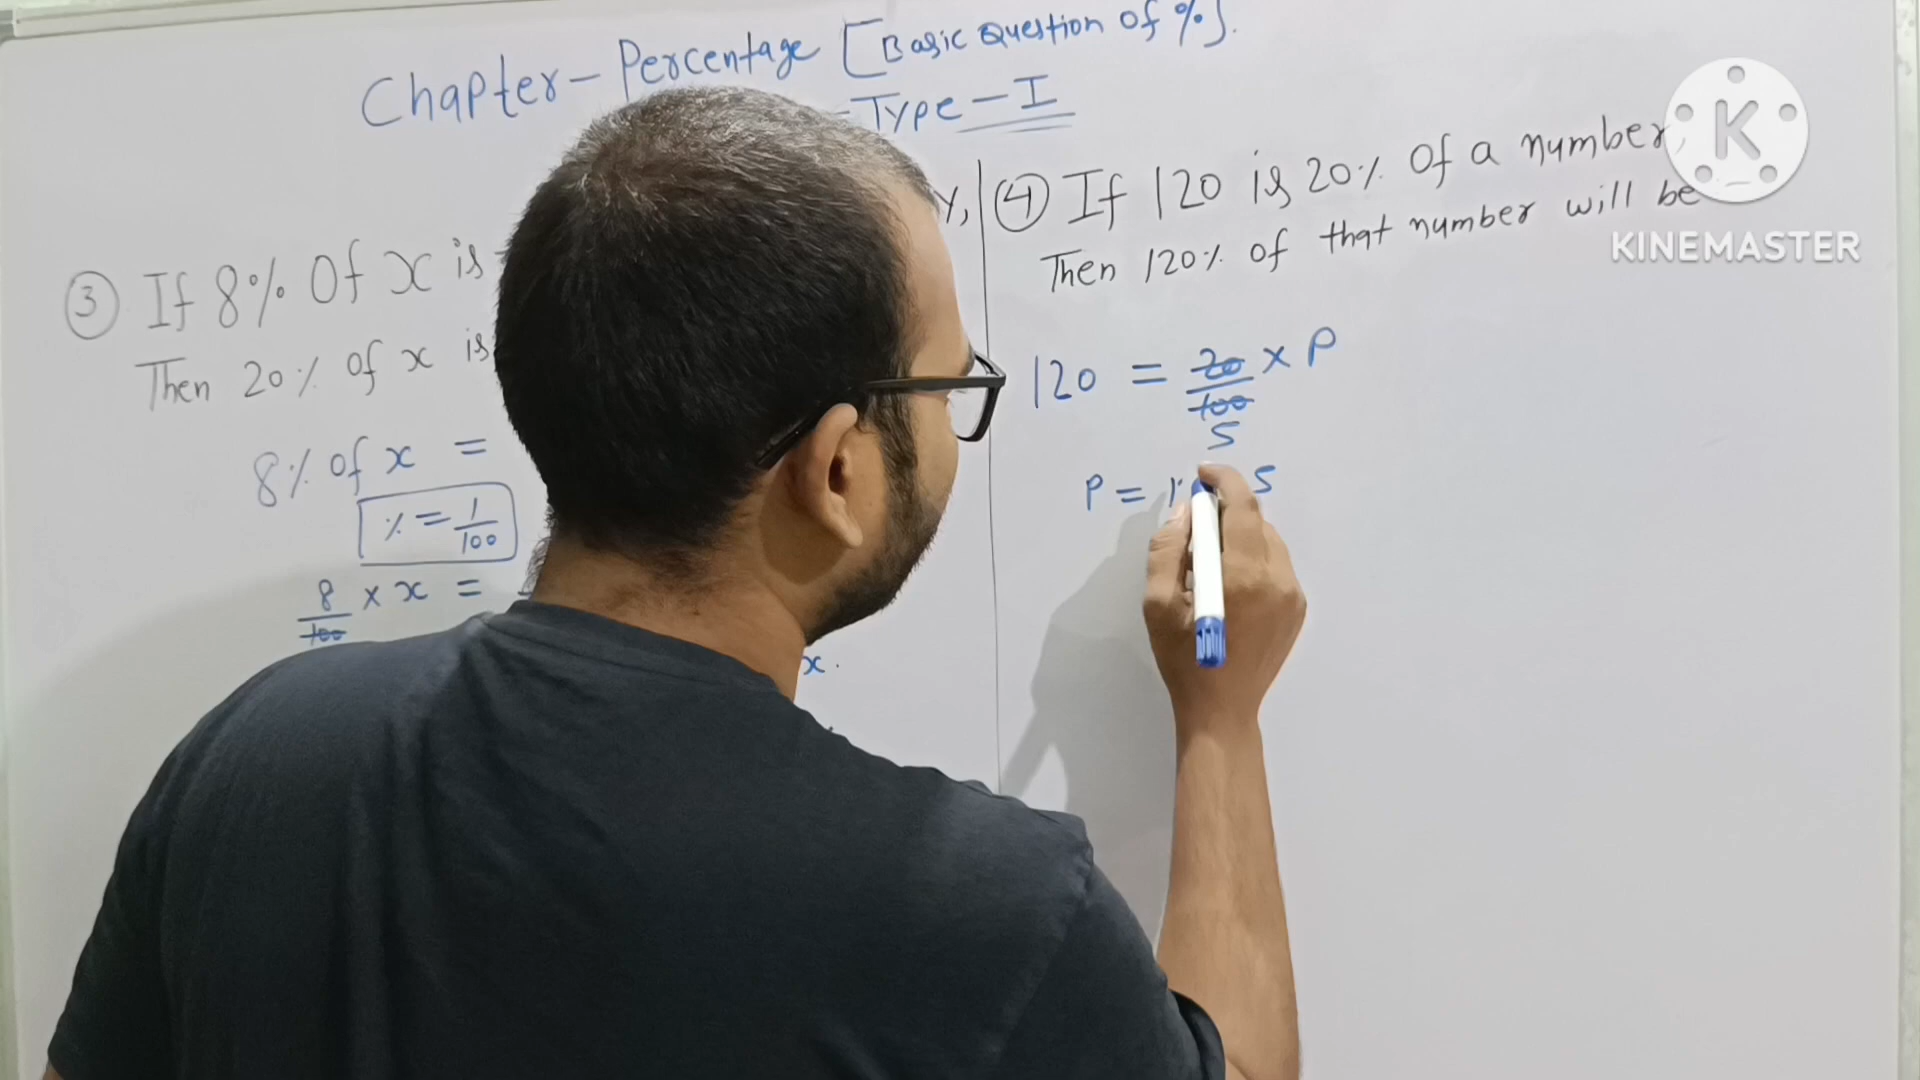 Chapter - Percentage [Basic Question of %].
- Type - I
③ If 8% Of x is
Then 20% of x is
8% of x =
% = 1/100
8/100 × x =
x.
y,
④ If 120 is 20% Of a number,
Then 120% of that number will be
120 = 20/100 × P
5
P = 1 5
K
KINEMASTER